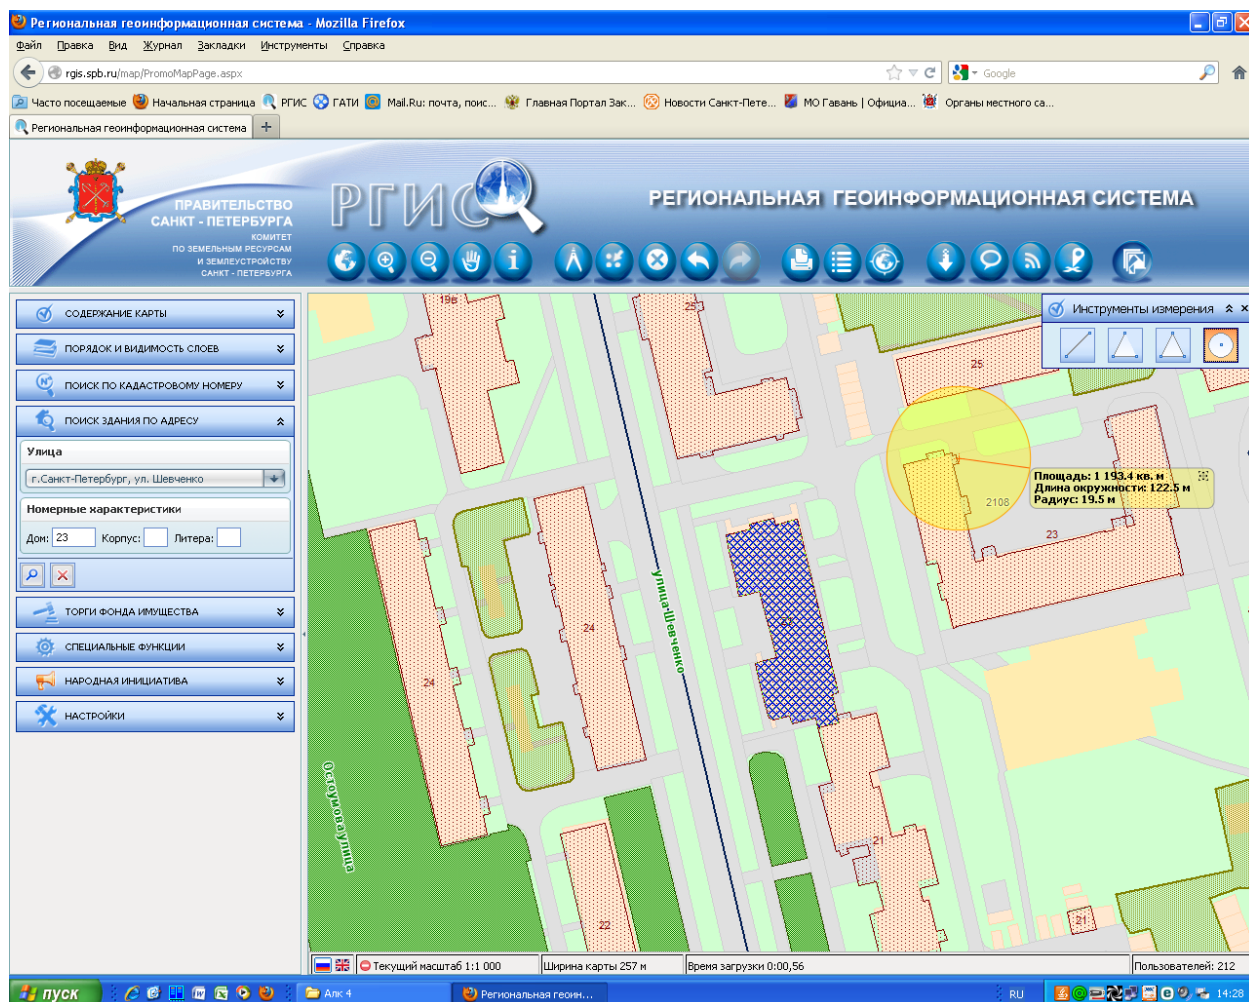 Региональная геоинформационная система - Mozilla Firefox
Файл Правка Вид Журнал Закладки Инструменты Справка
rgis.spb.ru/map/PromoMapPage.aspx
Google
Часто посещаемые Начальная страница РГИС ГАТИ Mail.Ru: почта, поис... Главная Портал Зак... Новости Санкт-Пете... МО Гавань | Официа... Органы местного са...
Региональная геоинформационная система
ПРАВИТЕЛЬСТВО
САНКТ - ПЕТЕРБУРГА
КОМИТЕТ
ПО ЗЕМЕЛЬНЫМ РЕСУРСАМ
И ЗЕМЛЕУСТРОЙСТВУ
САНКТ - ПЕТЕРБУРГА
РГИС
РЕГИОНАЛЬНАЯ ГЕОИНФОРМАЦИОННАЯ СИСТЕМА
СОДЕРЖАНИЕ КАРТЫ
ПОРЯДОК И ВИДИМОСТЬ СЛОЕВ
ПОИСК ПО КАДАСТРОВОМУ НОМЕРУ
ПОИСК ЗДАНИЯ ПО АДРЕСУ
Улица
г.Санкт-Петербург, ул. Шевченко
Номерные характеристики
Дом: 23 Корпус: Литера:
ТОРГИ ФОНДА ИМУЩЕСТВА
СПЕЦИАЛЬНЫЕ ФУНКЦИИ
НАРОДНАЯ ИНИЦИАТИВА
НАСТРОЙКИ
Инструменты измерения
19в
25
25
Площадь: 1 193.4 кв. м
Длина окружности: 122.5 м
Радиус: 19.5 м
2108
23
улица-Шевченко
24
24
Остоумова улица
21
22
21
Текущий масштаб 1:1 000
Ширина карты 257 м
Время загрузки 0:00,56
Пользователей: 212
пуск
Алк 4
Региональная геоин...
RU
14:28